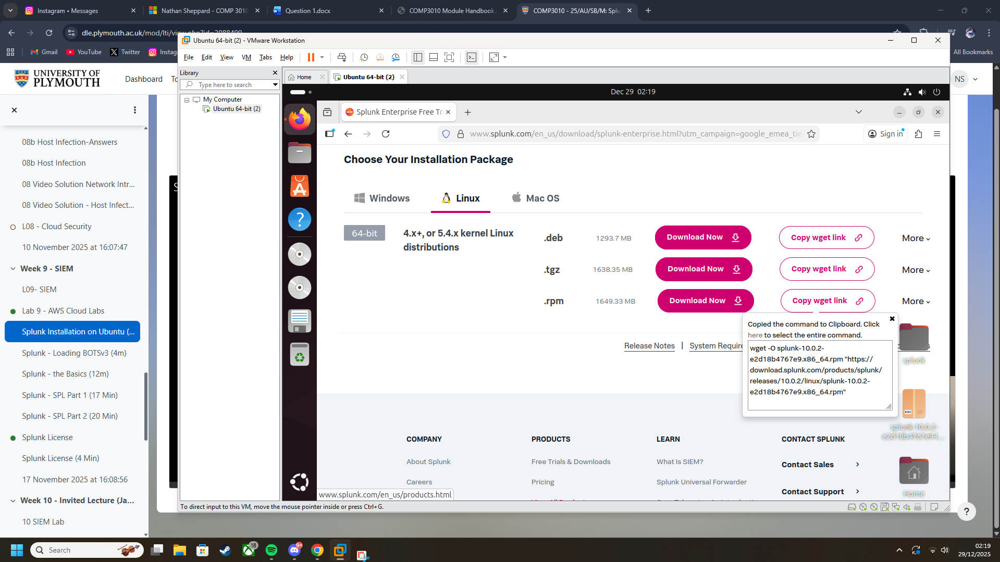 Instagram • Messages
Nathan Sheppard - COMP 3010
Question 1.docx
COMP3010 Module Handbook.
COMP3010 - 25/AU/SB/M: Splu
dle.plymouth.ac.uk/mod/lti/view.php?id=2088499
Gmail
YouTube
Twitter
Instag
All Bookmarks
Ubuntu 64-bit (2) - VMware Workstation
File
Edit
View
VM
Tabs
Help
UNIVERSITY OF
PLYMOUTH
Dashboard
NS
Library
Type here to search
My Computer
Ubuntu 64-bit (2)
Home
Ubuntu 64-bit (2)
Dec 29 02:19
Splunk Enterprise Free Tri
www.splunk.com/en_us/download/splunk-enterprise.html?utm_campaign=google_emea_tie
Sign in
08b Host Infection-Answers
08b Host Infection
08 Video Solution Network Intr...
08 Video Solution - Host Infect...
L08 - Cloud Security
10 November 2025 at 16:07:47
Week 9 - SIEM
L09- SIEM
Lab 9 - AWS Cloud Labs
Splunk Installation on Ubuntu (...
Splunk - Loading BOTSv3 (4m)
Splunk - the Basics (12m)
Splunk - SPL Part 1 (17 Min)
Splunk - SPL Part 2 (20 Min)
Splunk License
Splunk License (4 Min)
17 November 2025 at 16:08:56
Week 10 - Invited Lecture (Ja...
10 SIEM Lab
Choose Your Installation Package
Windows
Linux
Mac OS
64-bit
4.x+, or 5.4.x kernel Linux
distributions
.deb
1293.7 MB
Download Now
Copy wget link
More
.tgz
1638.35 MB
Download Now
Copy wget link
More
.rpm
1649.33 MB
Download Now
Copy wget link
More
Copied the command to Clipboard. Click
here to select the entire command.
wget -O splunk-10.0.2-
e2d18b4767e9.x86_64.rpm "https://
download.splunk.com/products/splunk/
releases/10.0.2/linux/splunk-10.0.2-
e2d18b4767e9.x86_64.rpm"
Release Notes | System Require
splunk
splunk-10.0.2-
e2d18b4767e9-l...
Home
COMPANY
About Splunk
Careers
PRODUCTS
Free Trials & Downloads
Pricing
LEARN
What Is SIEM?
Splunk Universal Forwarder
CONTACT SPLUNK
Contact Sales
Contact Support
www.splunk.com/en_us/products.html
To direct input to this VM, move the mouse pointer inside or press Ctrl+G.
?
Search
18
9+
02:19
29/12/2025